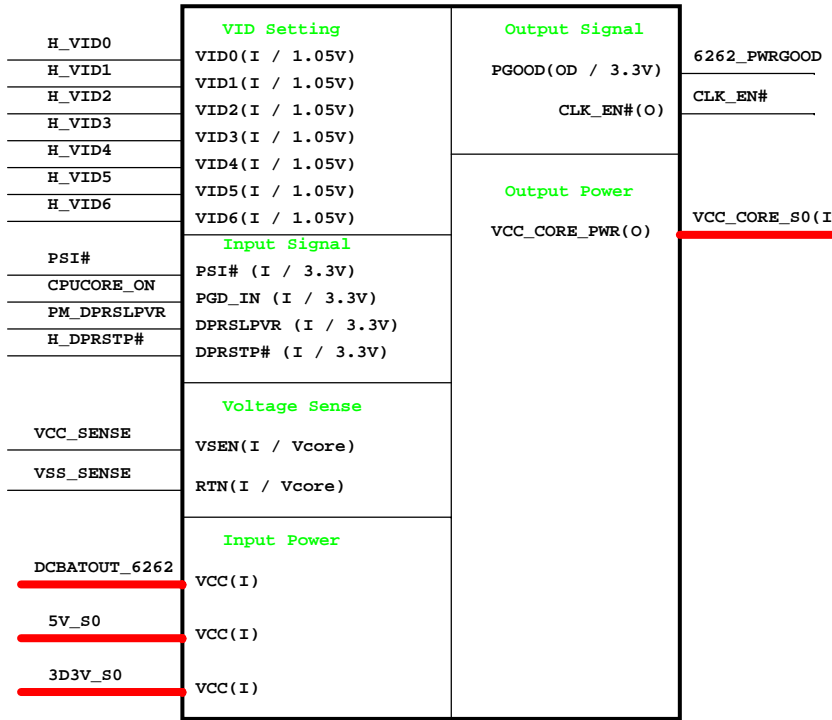 VID Setting
H_VID0
VID0(I / 1.05V)
H_VID1
VID1(I / 1.05V)
H_VID2
VID2(I / 1.05V)
H_VID3
VID3(I / 1.05V)
H_VID4
VID4(I / 1.05V)
H_VID5
VID5(I / 1.05V)
H_VID6
VID6(I / 1.05V)
Input Signal
PSI#
PSI# (I / 3.3V)
CPUCORE_ON
PGD_IN (I / 3.3V)
PM_DPRSLPVR
DPRSLPVR (I / 3.3V)
H_DPRSTP#
DPRSTP# (I / 3.3V)
Voltage Sense
VCC_SENSE
VSEN(I / Vcore)
VSS_SENSE
RTN(I / Vcore)
Input Power
DCBATOUT_6262
VCC(I)
5V_S0
VCC(I)
3D3V_S0
VCC(I)
Output Signal
PGOOD(OD / 3.3V)
6262_PWRGOOD
CLK_EN#(O)
CLK_EN#
Output Power
VCC_CORE_PWR(O)
VCC_CORE_S0(I